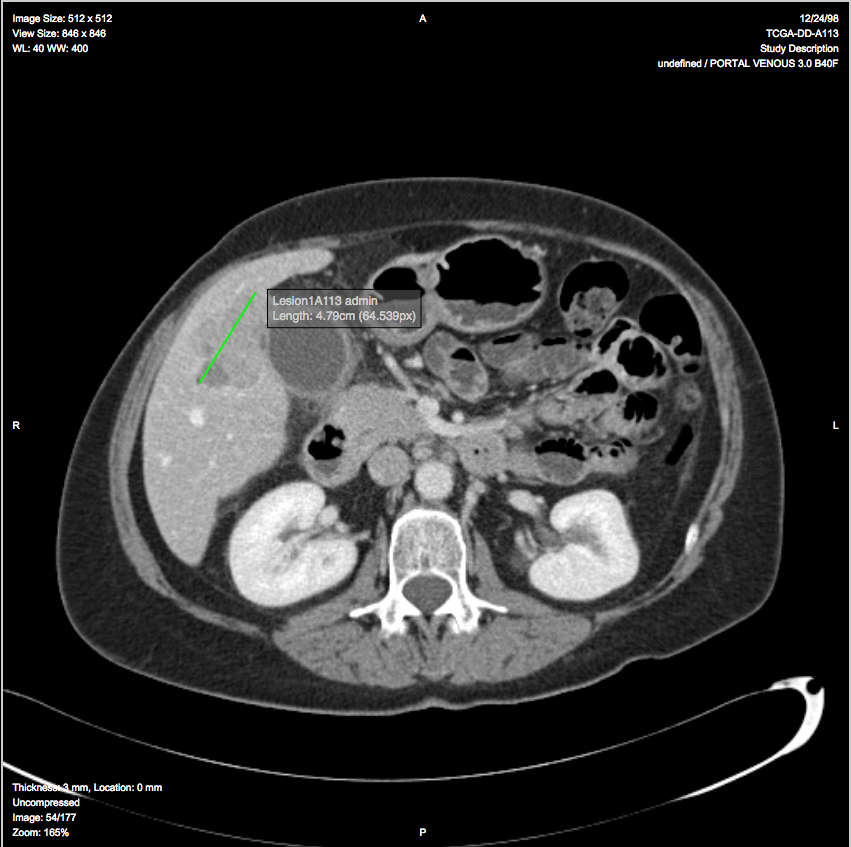 Image Size: 512 x 512
View Size: 846 x 846
WL: 40 WW: 400
A
12/24/98
TCGA-DD-A113
Study Description
undefined / PORTAL VENOUS 3.0 B40F
Lesion1A113 admin
Length: 4.79cm (64.539px)
R
L
Thickness: 3 mm, Location: 0 mm
Uncompressed
Image: 54/177
Zoom: 165%
P